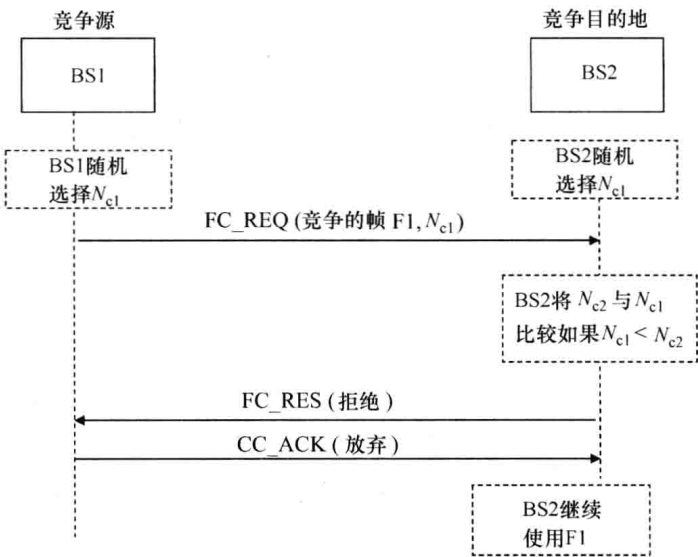 竞争源
竞争目的地
BS1
BS2
BS1随机
选择Nc1
BS2随机
选择Nc1
FC_REQ (竞争的帧 F1, Nc1)
BS2将 Nc2 与Nc1
比较如果Nc1 < Nc2
FC_RES (拒绝)
CC_ACK (放弃)
BS2继续
使用F1